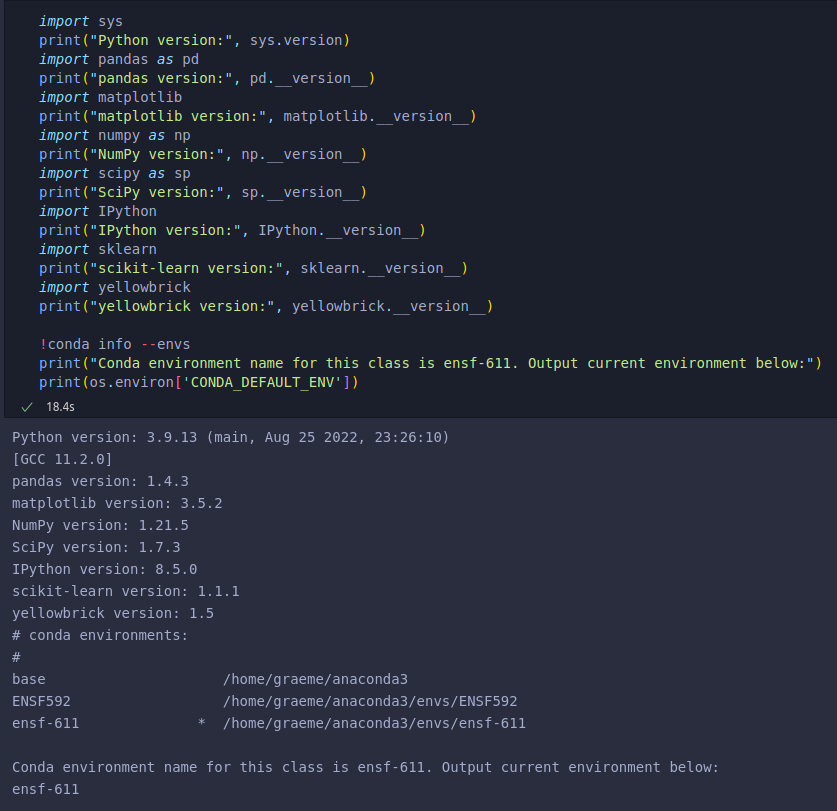 import sys
print("Python version:", sys.version)
import pandas as pd
print("pandas version:", pd.__version__)
import matplotlib
print("matplotlib version:", matplotlib.__version__)
import numpy as np
print("NumPy version:", np.__version__)
import scipy as sp
print("SciPy version:", sp.__version__)
import IPython
print("IPython version:", IPython.__version__)
import sklearn
print("scikit-learn version:", sklearn.__version__)
import yellowbrick
print("yellowbrick version:", yellowbrick.__version__)

!conda info --envs
print("Conda environment name for this class is ensf-611. Output current environment below:")
print(os.environ['CONDA_DEFAULT_ENV'])
18.4s
Python version: 3.9.13 (main, Aug 25 2022, 23:26:10)
[GCC 11.2.0]
pandas version: 1.4.3
matplotlib version: 3.5.2
NumPy version: 1.21.5
SciPy version: 1.7.3
IPython version: 8.5.0
scikit-learn version: 1.1.1
yellowbrick version: 1.5
# conda environments:
#
base                     /home/graeme/anaconda3
ENSF592                  /home/graeme/anaconda3/envs/ENSF592
ensf-611              *  /home/graeme/anaconda3/envs/ensf-611

Conda environment name for this class is ensf-611. Output current environment below:
ensf-611